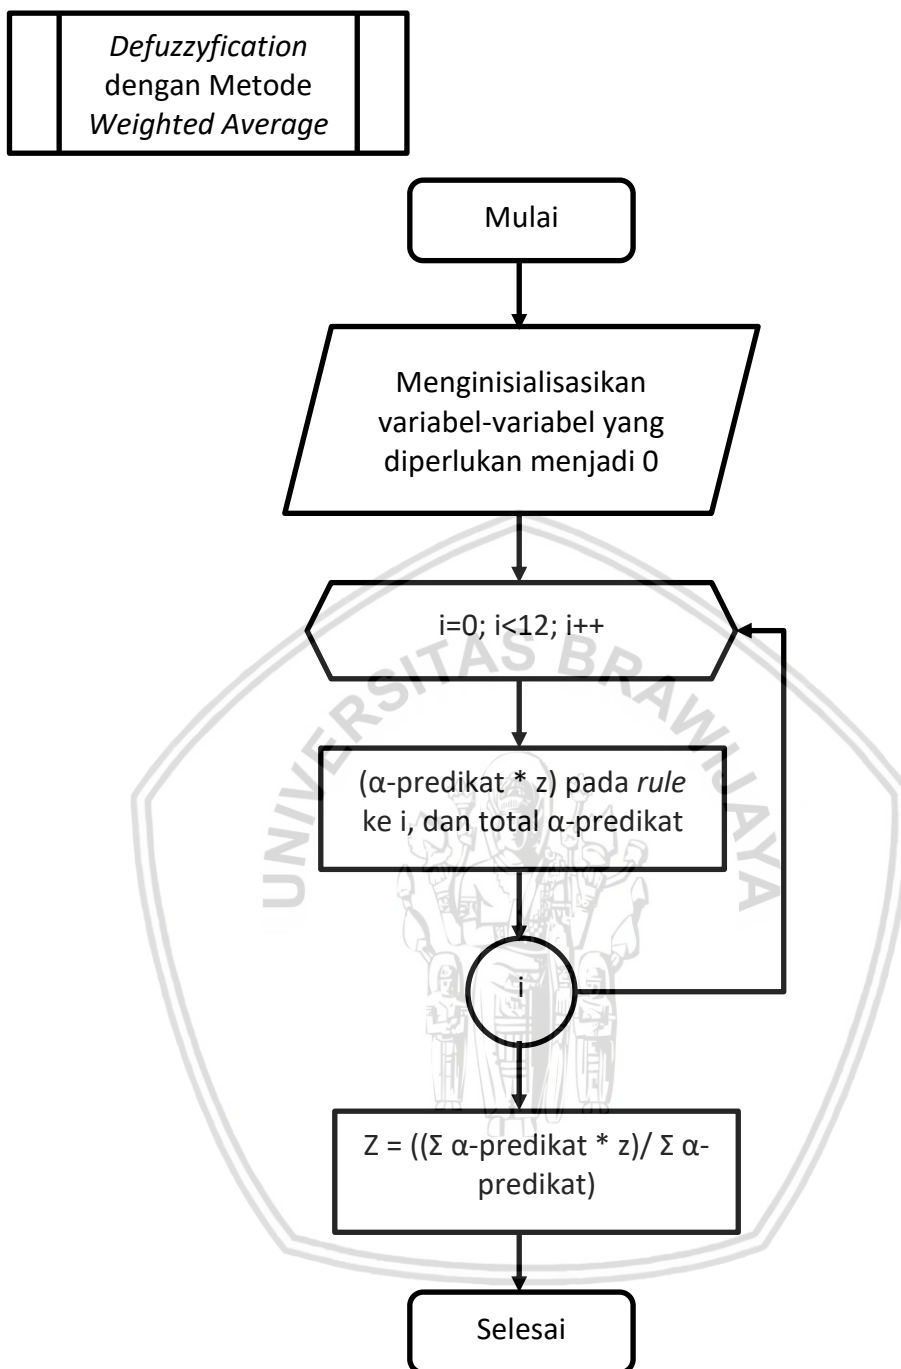 Defuzzyfication
dengan Metode
Weighted Average
Mulai
Menginisialisasikan
variabel-variabel yang
diperlukan menjadi 0
i=0; i<12; i++
UNIVERSITAS BRAWIJAYA
(α-predikat * z) pada rule
ke i, dan total α-predikat
i
Z = ((Σ α-predikat * z)/ Σ α-
predikat)
Selesai